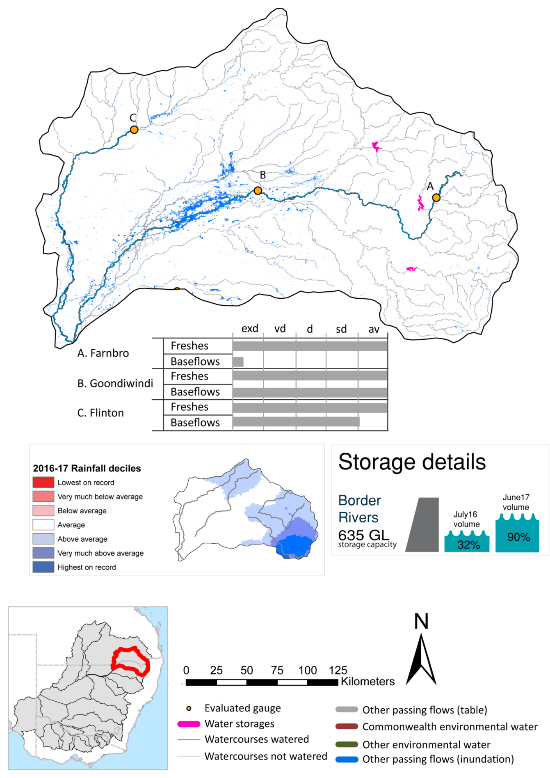 C
B
A
exd vd d sd av
A. Farnbro Freshes
Baseflows
B. Goondiwindi Freshes
Baseflows
C. Flinton Freshes
Baseflows
2016-17 Rainfall deciles
Lowest on record
Very much below average
Below average
Average
Above average
Very much above average
Highest on record
Storage details
Border
Rivers
635 GL
storage capacity
July16
volume
32%
June17
volume
90%
N
0 25 50 75 100 125
Kilometers
Evaluated gauge
Water storages
Watercourses watered
Watercourses not watered
Other passing flows (table)
Commonwealth environmental water
Other environmental water
Other passing flows (inundation)